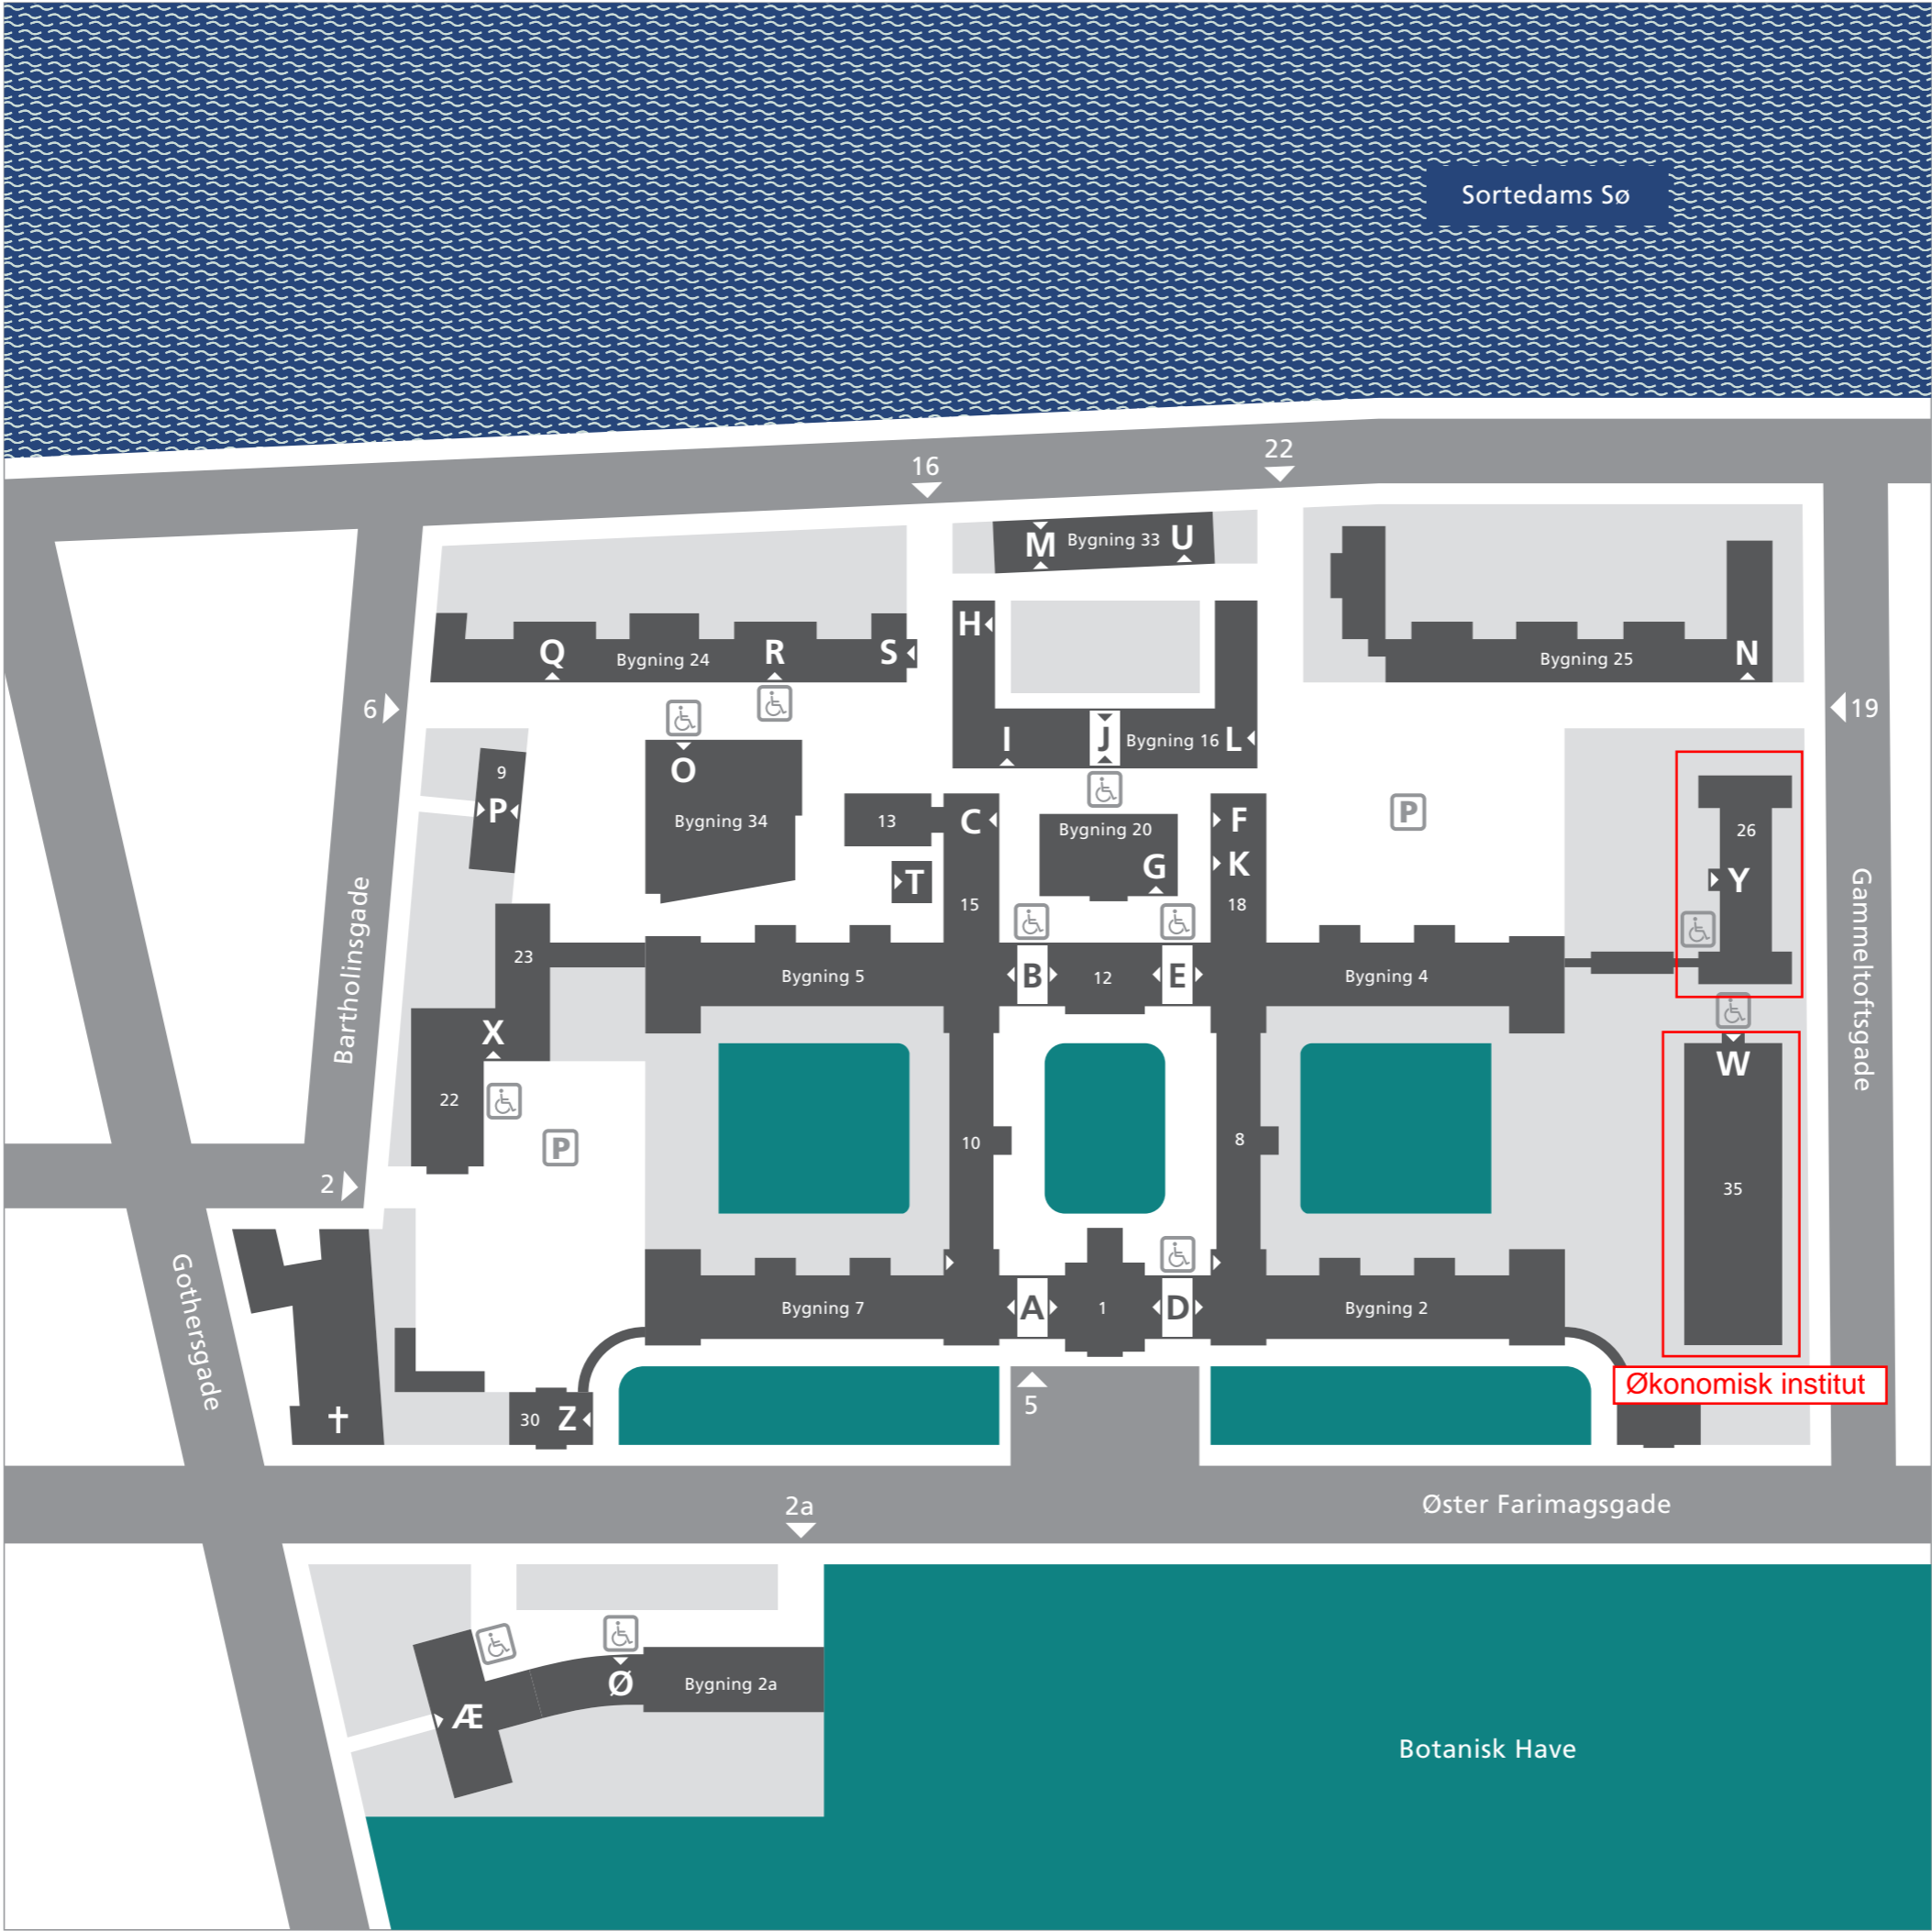 Sortedams Sø
22
16
M Bygning 33 U
H
Q Bygning 24 R S
Bygning 25 N
6
19
I J Bygning 16 L
O
9
P
Bygning 34
13
C
Bygning 20
F
P
26
G
K
T
Y
15
18
23
Bygning 5
B
12
E
Bygning 4
X
W
22
P
10
8
35
2
Bartholinsgade
Gammeltoftsgade
Gothersgade
Bygning 7
A
1
D
Bygning 2
Økonomisk institut
5
30 Z
2a
Øster Farimagsgade
Ø
Bygning 2a
Æ
Botanisk Have